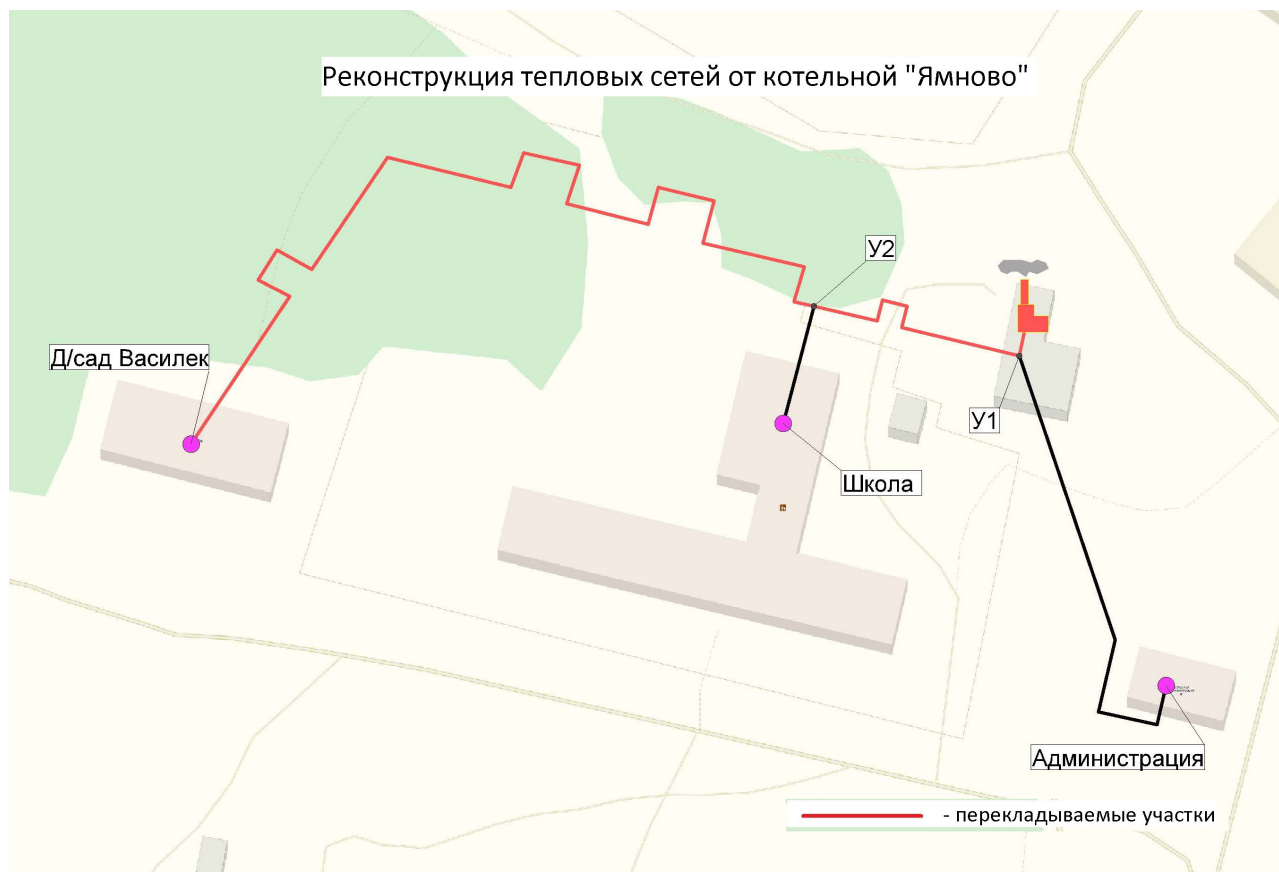 Реконструкция тепловых сетей от котельной "Ямново"
У2
Д/сад Василек
У1
Школа
Администрация
- перекладываемые участки